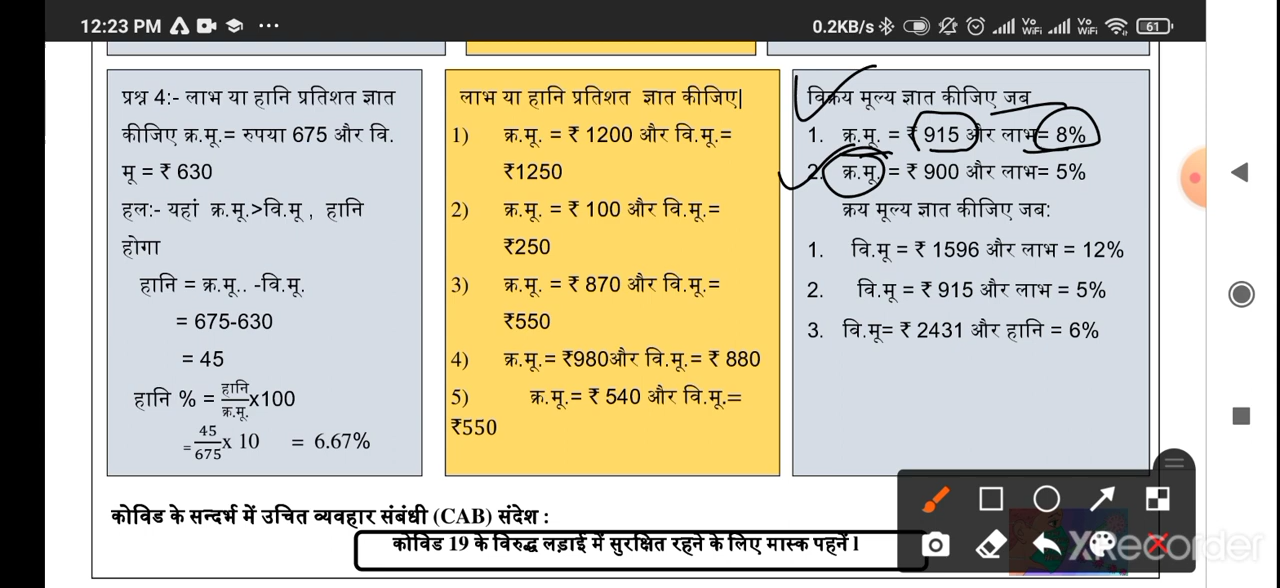 12:23 PM
0.2KB/s
Vo WiFi
Vo WiFi
61
प्रश्न 4:- लाभ या हानि प्रतिशत ज्ञात
कीजिए क्र.मू.= रुपया 675 और वि.
मू = ₹ 630
हल:- यहां क्र.मू.>वि.मू , हानि
होगा
हानि = क्र.मू.. -वि.मू.
= 675-630
= 45
हानि % = हानि/क्र.मू. x100
= 45/675 x 10 = 6.67%
लाभ या हानि प्रतिशत ज्ञात कीजिए|
1) क्र.मू. = ₹ 1200 और वि.मू.=
₹1250
2) क्र.मू. = ₹ 100 और वि.मू.=
₹250
3) क्र.मू. = ₹ 870 और वि.मू.=
₹550
4) क्र.मू.= ₹980और वि.मू.= ₹ 880
5) क्र.मू.= ₹ 540 और वि.मू.=
₹550
विक्रय मूल्य ज्ञात कीजिए जब
1. क्र.मू. = ₹ 915 और लाभ= 8%
2. क्र.मू. = ₹ 900 और लाभ= 5%
क्रय मूल्य ज्ञात कीजिए जब:
1. वि.मू = ₹ 1596 और लाभ = 12%
2. वि.मू = ₹ 915 और लाभ = 5%
3. वि.मू= ₹ 2431 और हानि = 6%
कोविड के सन्दर्भ में उचित व्यवहार संबंधी (CAB) संदेश :
कोविड 19 के विरुद्ध लड़ाई में सुरक्षित रहने के लिए मास्क पहनें l
XRecorder